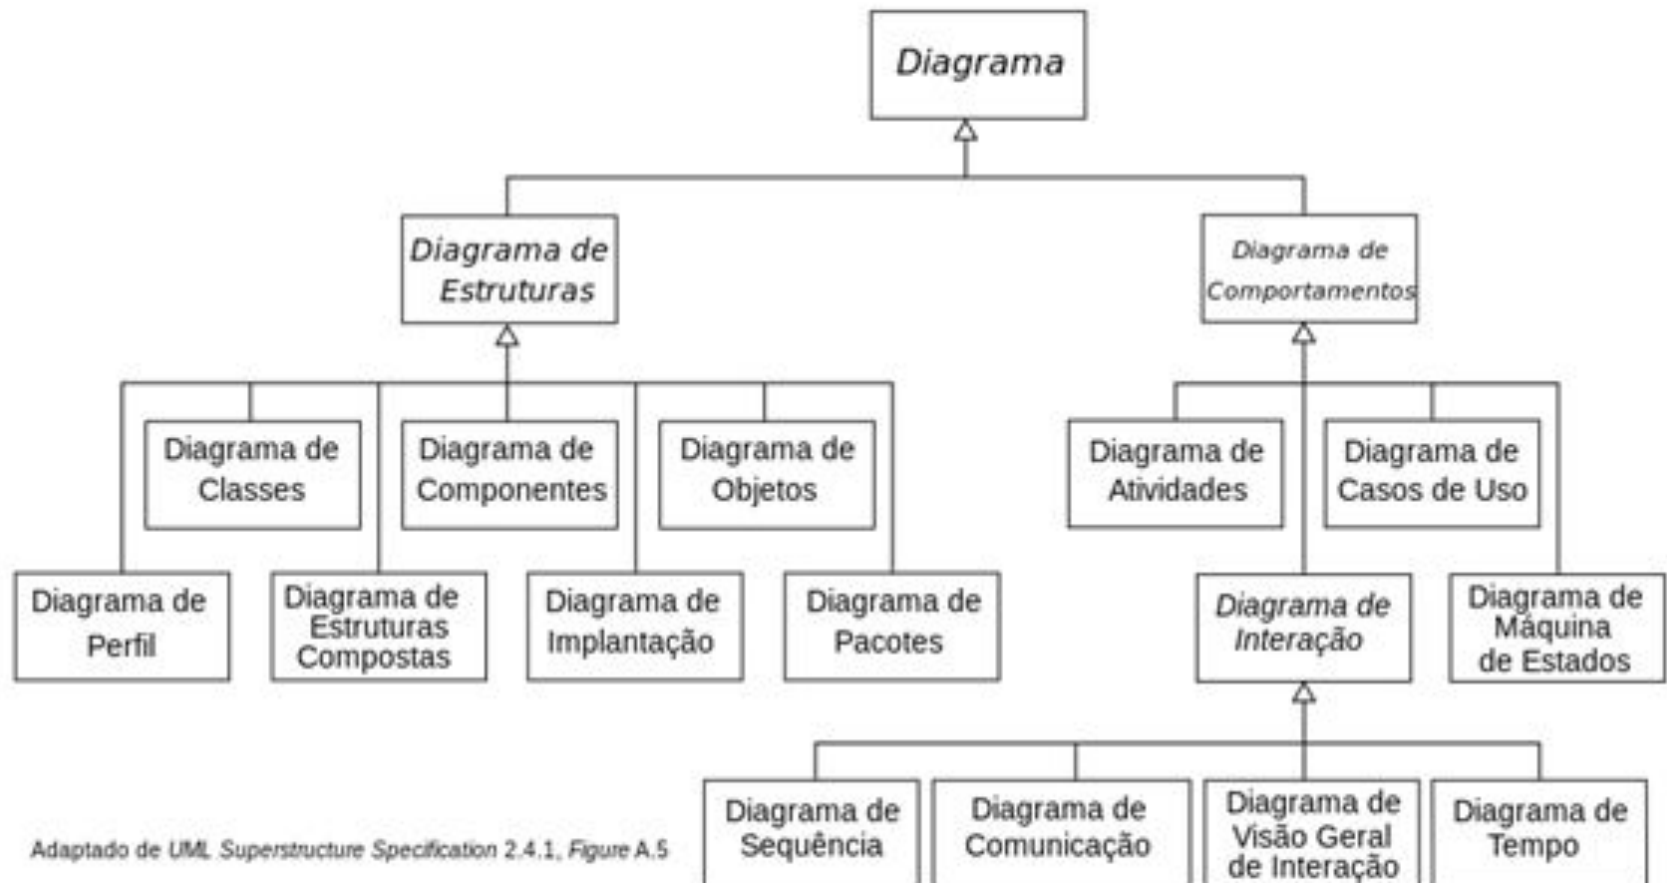 Diagrama
Diagrama de
Estruturas
Diagrama de
Comportamentos
Diagrama de
Classes
Diagrama de
Componentes
Diagrama de
Objetos
Diagrama de
Atividades
Diagrama de
Casos de Uso
Diagrama de
Perfil
Diagrama de
Estruturas
Compostas
Diagrama de
Implantação
Diagrama de
Pacotes
Diagrama de
Interação
Diagrama de
Máquina
de Estados
Diagrama de
Sequência
Diagrama de
Comunicação
Diagrama de
Visão Geral
de Interação
Diagrama de
Tempo
Adaptado de UML Superstructure Specification 2.4.1, Figure A.5